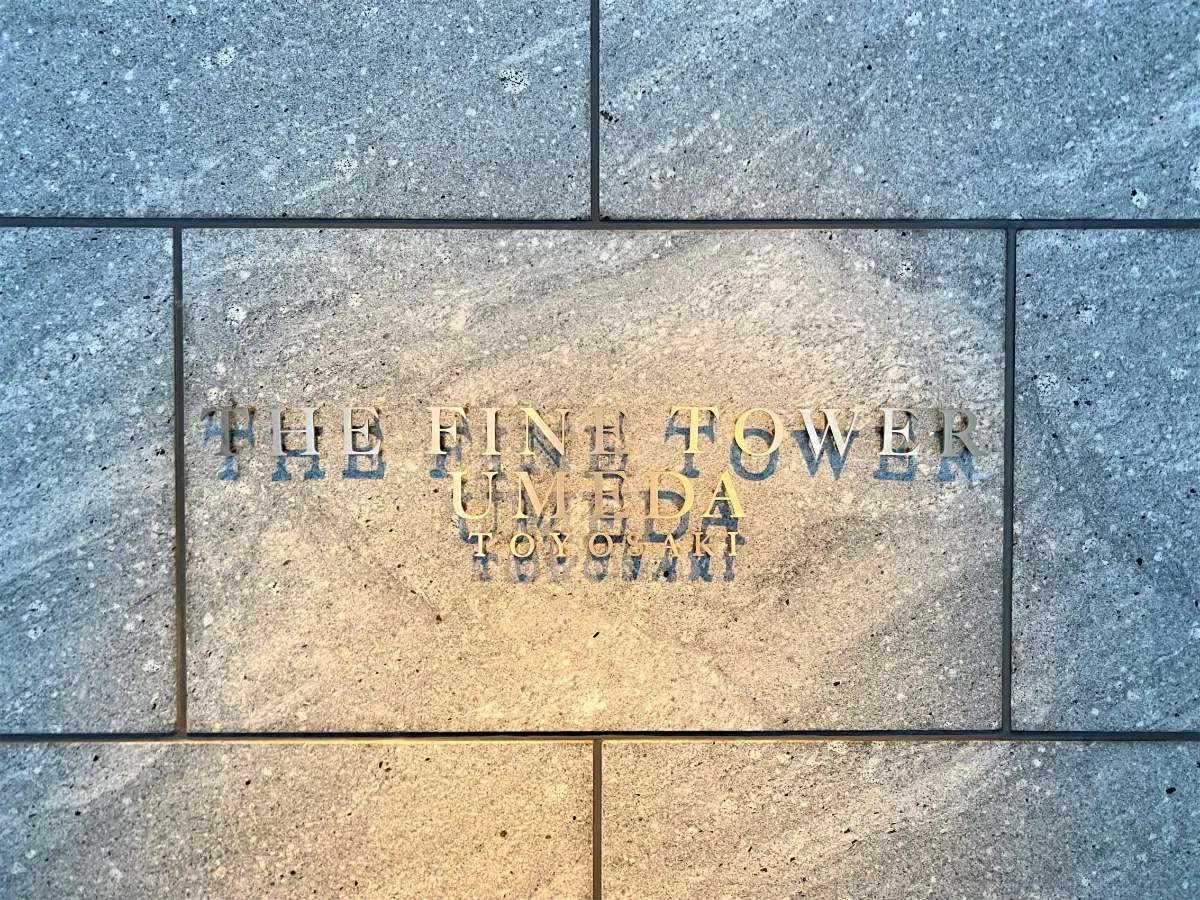 THE FINE TOWER
UMEDA
TOYOSAKI